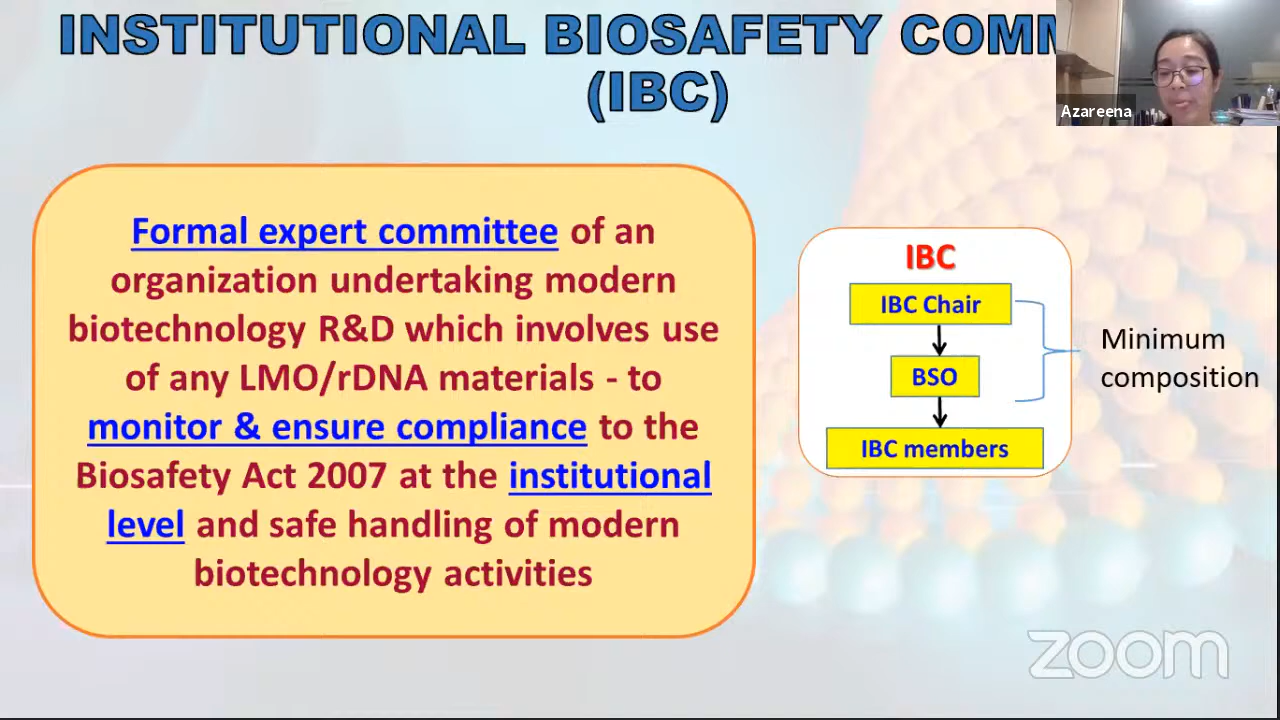 INSTITUTIONAL BIOSAFETY COMM
(IBC)
Azareena
Formal expert committee of an
organization undertaking modern
biotechnology R&D which involves use
of any LMO/rDNA materials - to
monitor & ensure compliance to the
Biosafety Act 2007 at the institutional
level and safe handling of modern
biotechnology activities
IBC
IBC Chair
BSO
IBC members
Minimum
composition
zoom